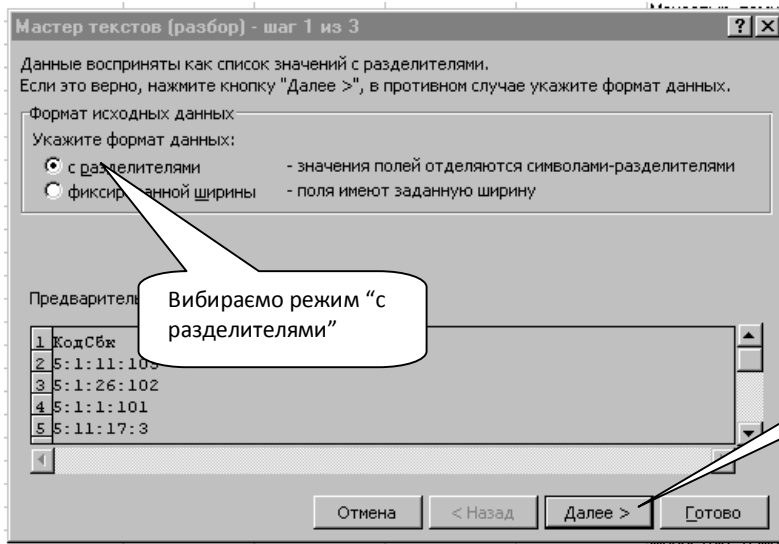 Мастер текстов (разбор) - шаг 1 из 3
Данные восприняты как список значений с разделителями.
Если это верно, нажмите кнопку "Далее >", в противном случае укажите формат данных.
Формат исходных данных
Укажите формат данных:
с разделителями - значения полей отделяются символами-разделителями
фиксированной ширины - поля имеют заданную ширину
Вибираємо режим “с
разделителями”
1 КодСбк
2 5:1:11:103
3 5:1:26:102
4 5:1:1:101
5 5:11:17:3
Отмена < Назад Далее > Готово